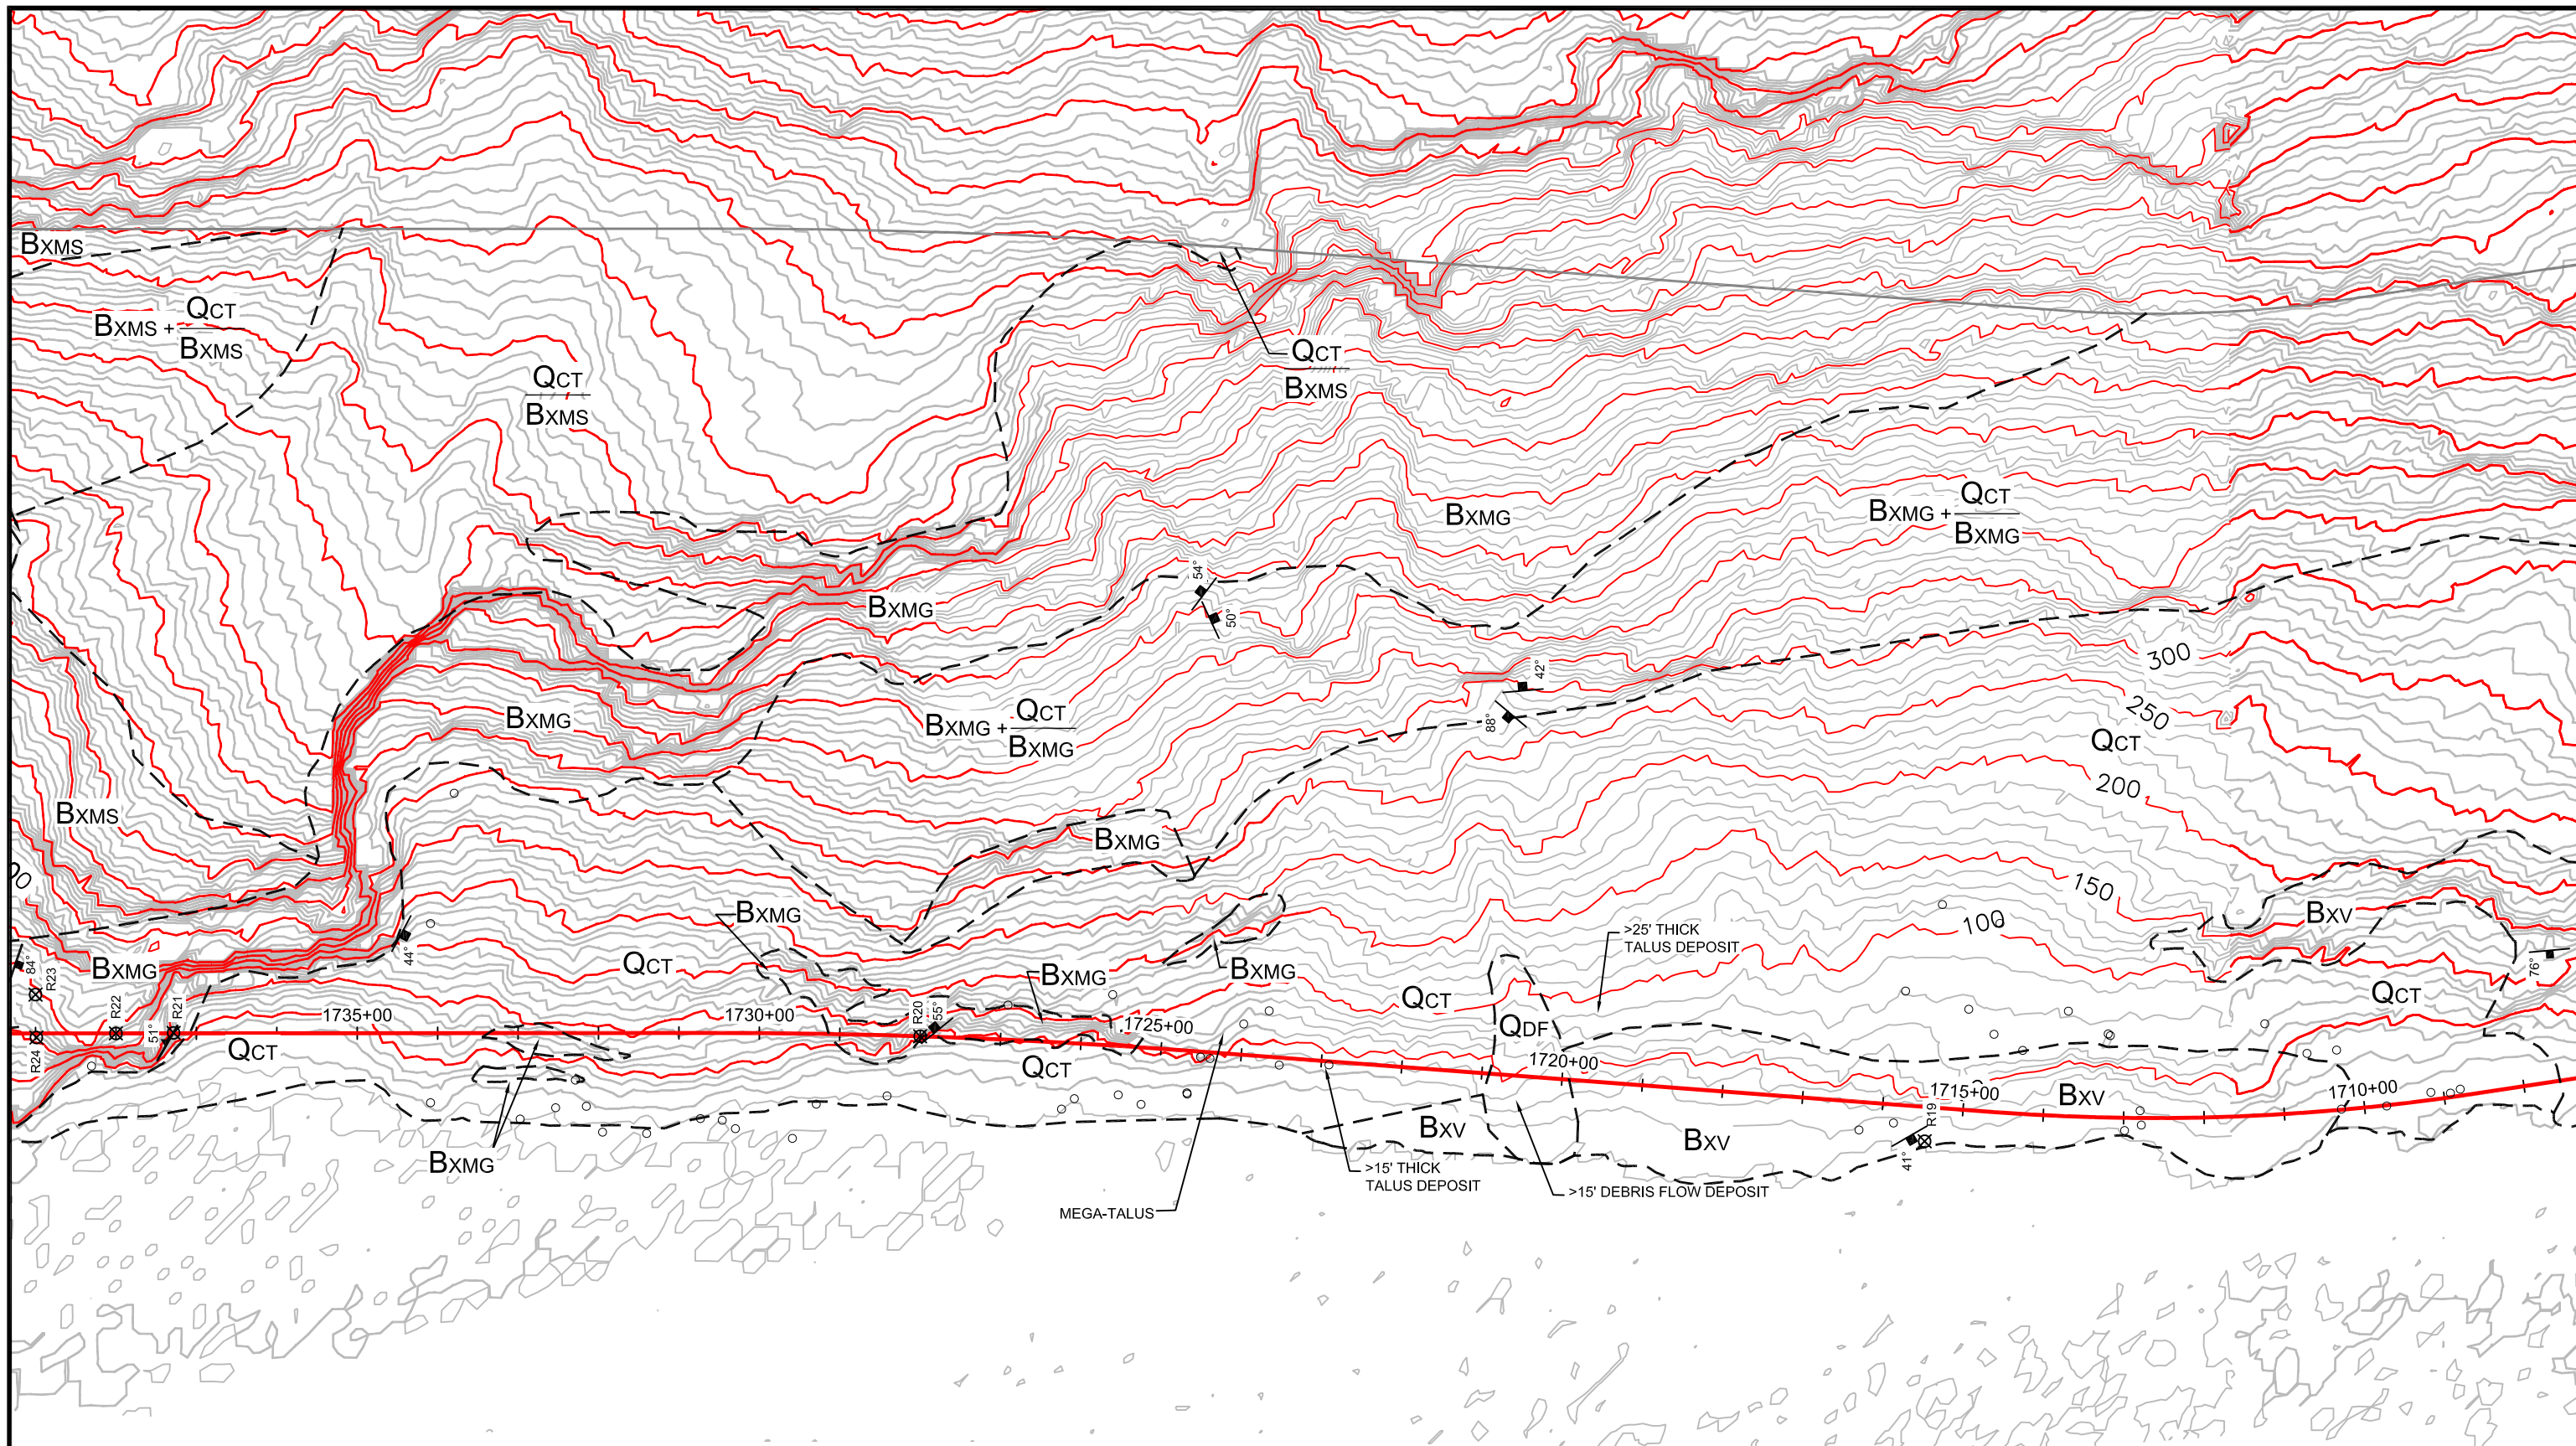 BXMS
QCT
BXMS +
BXMS
QCT
BXMS
QCT
BXMS
BXMG
QCT
BXMG +
BXMG
54°
50°
BXMG
42°
88°
300
250
QCT
200
BXMG
QCT
BXMG +
BXMG
BXMS
BXMG
150
100
00
BXMG
BXV
>25' THICK
TALUS DEPOSIT
44°
84°
R23
BXMG
QCT
BXMG
BXMG
QCT
QCT
76°
R22
R21
51°
R24
1735+00
1730+00
R20
55°
1725+00
QDF
QCT
QCT
1720+00
1715+00
R19
BXV
1710+00
BXV
BXV
41°
BXMG
>15' THICK
TALUS DEPOSIT
>15' DEBRIS FLOW DEPOSIT
MEGA-TALUS